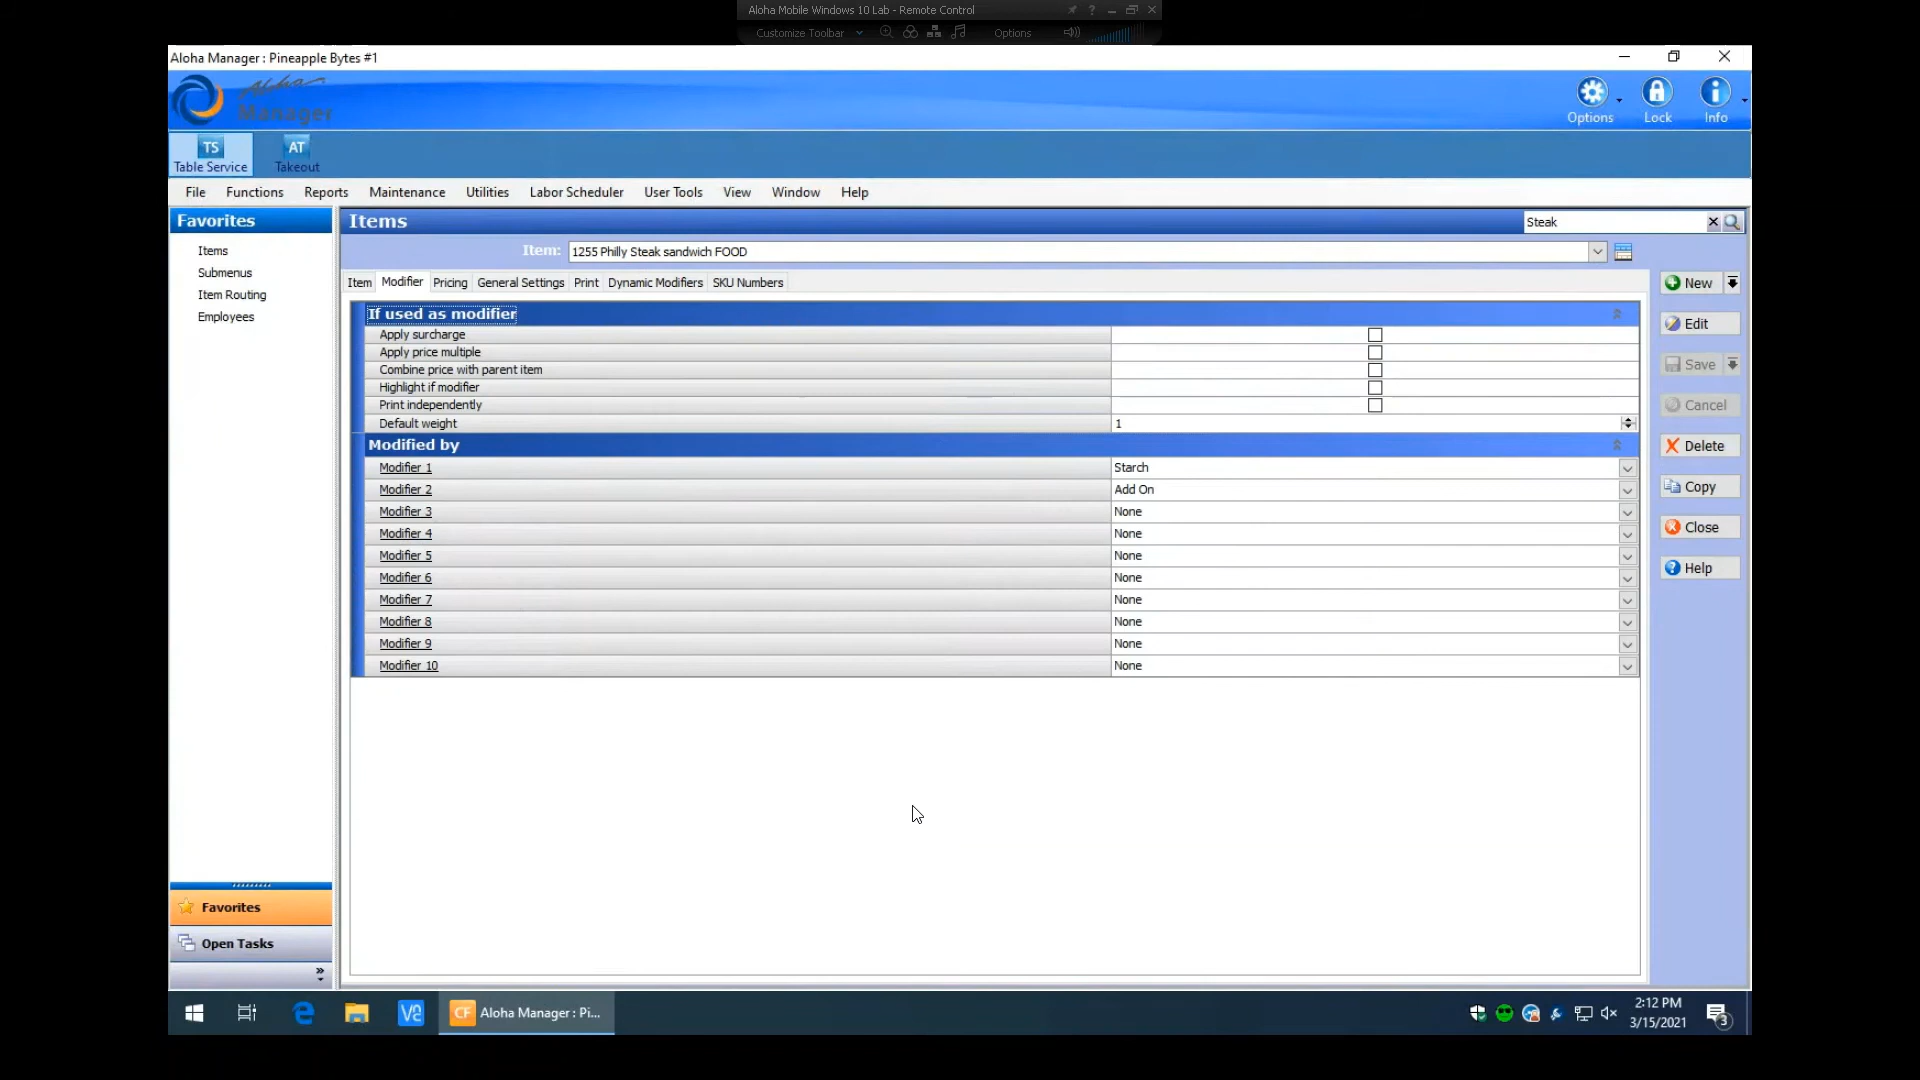 Aloha Mobile Windows 10 Lab - Remote Control
Customize Toolbar
Options
Aloha Manager : Pineapple Bytes #1
Aloha
Manager
Options
Lock
Info
TS
Table Service
AT
Takeout
File Functions Reports Maintenance Utilities Labor Scheduler User Tools View Window Help
Favorites
Items
Submenus
Item Routing
Employees
Favorites
Open Tasks
Items
Steak
Item: 1255 Philly Steak sandwich FOOD
Item Modifier Pricing General Settings Print Dynamic Modifiers SKU Numbers
If used as modifier
Apply surcharge
Apply price multiple
Combine price with parent item
Highlight if modifier
Print independently
Default weight 1
Modified by
Modifier 1 Starch
Modifier 2 Add On
Modifier 3 None
Modifier 4 None
Modifier 5 None
Modifier 6 None
Modifier 7 None
Modifier 8 None
Modifier 9 None
Modifier 10 None
New
Edit
Save
Cancel
Delete
Copy
Close
Help
CF Aloha Manager : Pi...
2:12 PM
3/15/2021
3